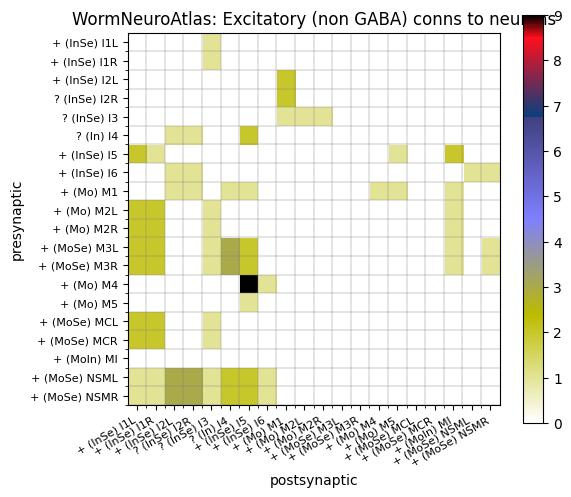 WormNeuroAtlas: Excitatory (non GABA) conns to neurons
presynaptic
+ (InSe) I1L
+ (InSe) I1R
+ (InSe) I2L
? (InSe) I2R
? (InSe) I3
? (In) I4
+ (InSe) I5
+ (InSe) I6
+ (Mo) M1
+ (Mo) M2L
+ (Mo) M2R
+ (MoSe) M3L
+ (MoSe) M3R
+ (Mo) M4
+ (Mo) M5
+ (MoSe) MCL
+ (MoSe) MCR
+ (MoIn) MI
+ (MoSe) NSML
+ (MoSe) NSMR
+ (InSe) I1L
+ (InSe) I1R
+ (InSe) I2L
? (InSe) I2R
? (InSe) I3
? (In) I4
+ (InSe) I5
+ (InSe) I6
+ (Mo) M1
+ (Mo) M2L
+ (Mo) M2R
+ (MoSe) M3L
+ (MoSe) M3R
+ (Mo) M4
+ (Mo) M5
+ (MoSe) MCL
+ (MoSe) MCR
+ (MoIn) MI
+ (MoSe) NSML
+ (MoSe) NSMR
postsynaptic
9
8
7
6
5
4
3
2
1
0